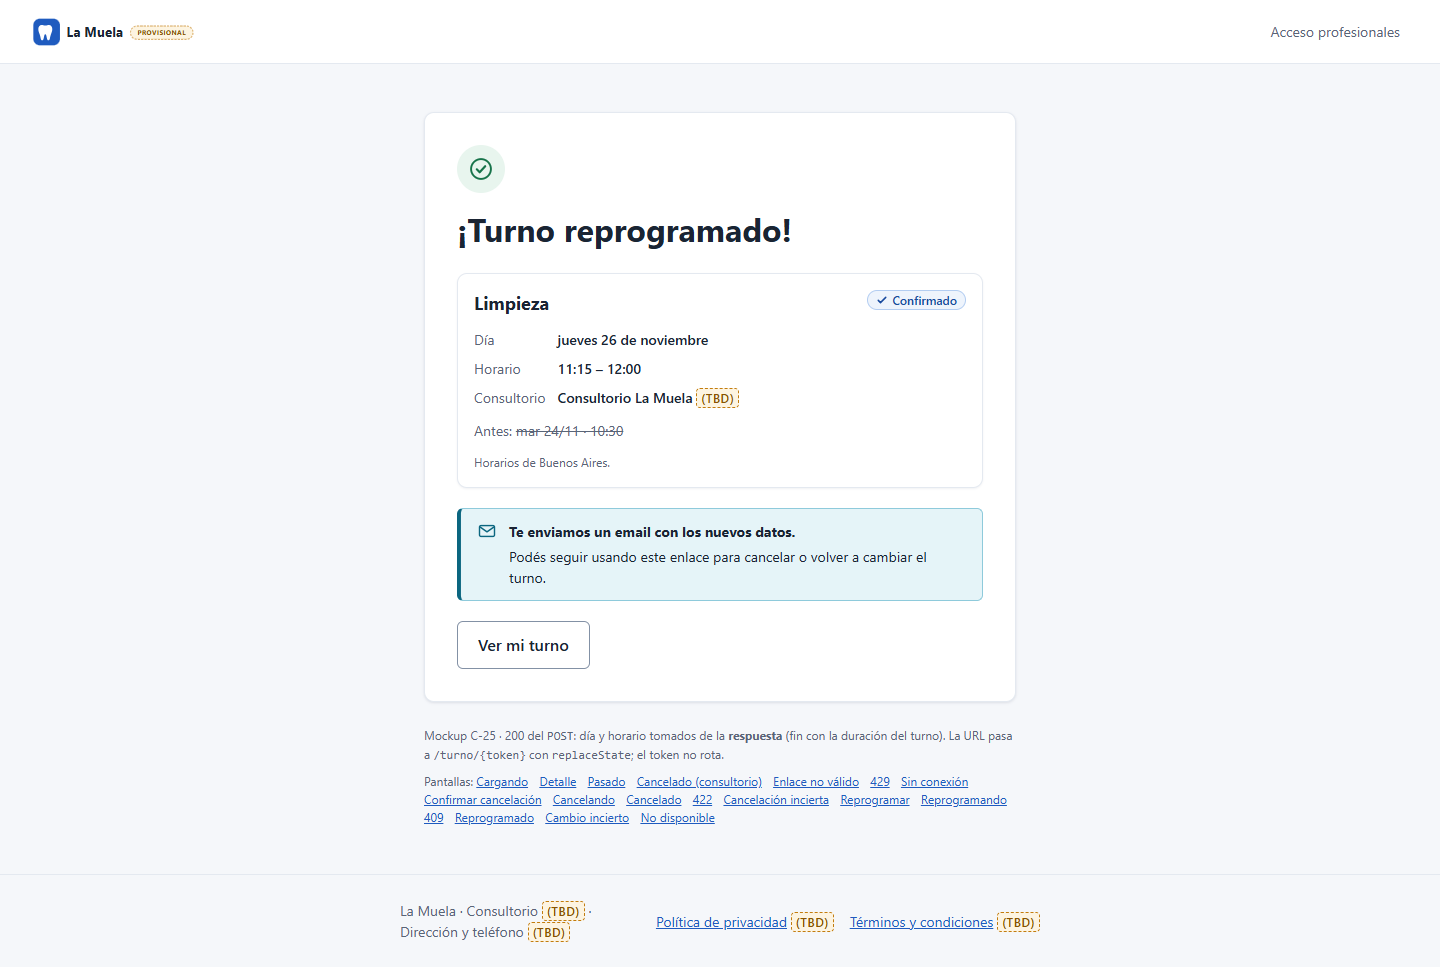 La Muela PROVISIONAL
Acceso profesionales
¡Turno reprogramado!
Limpieza
Confirmado
Día jueves 26 de noviembre
Horario 11:15 – 12:00
Consultorio Consultorio La Muela (TBD)
Antes: mar 24/11 · 10:30
Horarios de Buenos Aires.
Te enviamos un email con los nuevos datos.
Podés seguir usando este enlace para cancelar o volver a cambiar el
turno.
Ver mi turno
Mockup C-25 · 200 del POST: día y horario tomados de la respuesta (fin con la duración del turno). La URL pasa
a /turno/{token} con replaceState; el token no rota.
Pantallas: Cargando Detalle Pasado Cancelado (consultorio) Enlace no válido 429 Sin conexión
Confirmar cancelación Cancelando Cancelado 422 Cancelación incierta Reprogramar Reprogramando
409 Reprogramado Cambio incierto No disponible
La Muela · Consultorio (TBD) ·
Dirección y teléfono (TBD)
Política de privacidad (TBD) Términos y condiciones (TBD)